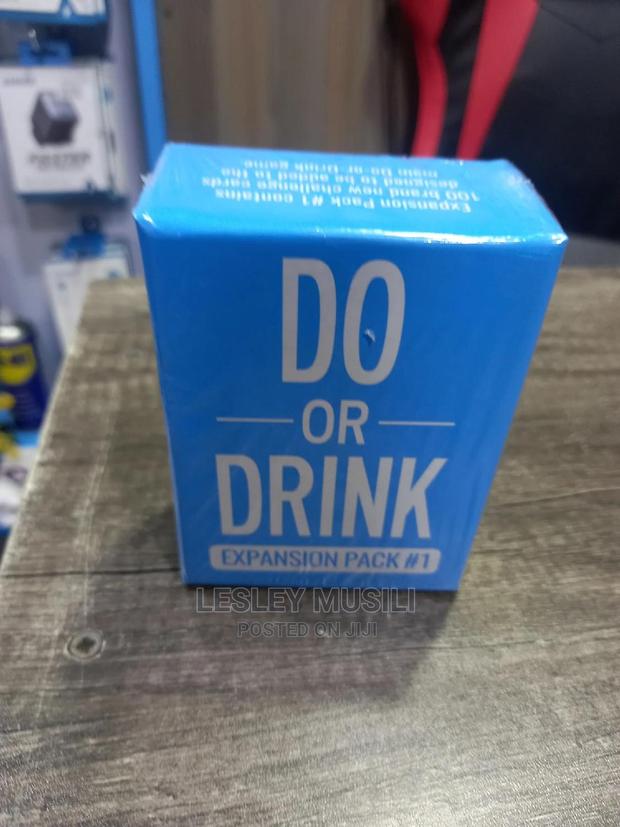 Expansion Pack #1 contains
100 brand new challenge cards
designed to be added to the
main Do or Drink game
DO
OR
DRINK
EXPANSION PACK #1
LESLEY MUSILI
POSTED ON JIJI